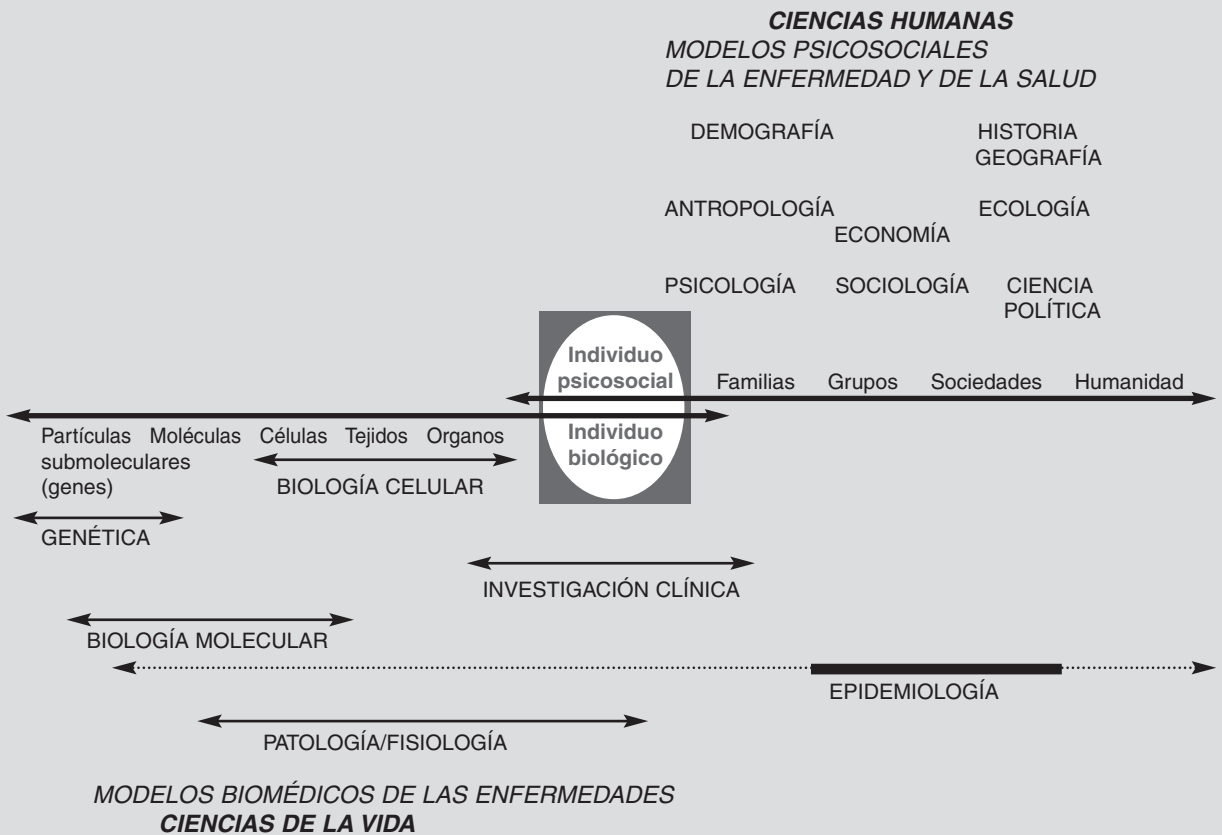 CIENCIAS HUMANAS
MODELOS PSICOSOCIALES
DE LA ENFERMEDAD Y DE LA SALUD
DEMOGRAFÍA HISTORIA
GEOGRAFÍA
ANTROPOLOGÍA ECOLOGÍA
ECONOMÍA
PSICOLOGÍA SOCIOLOGÍA CIENCIA
POLÍTICA
Individuo
psicosocial
Familias Grupos Sociedades Humanidad
Individuo
biológico
Partículas Moléculas Células Tejidos Organos
submoleculares
(genes)
BIOLOGÍA CELULAR
GENÉTICA
INVESTIGACIÓN CLÍNICA
BIOLOGÍA MOLECULAR
EPIDEMIOLOGÍA
PATOLOGÍA/FISIOLOGÍA
MODELOS BIOMÉDICOS DE LAS ENFERMEDADES
CIENCIAS DE LA VIDA